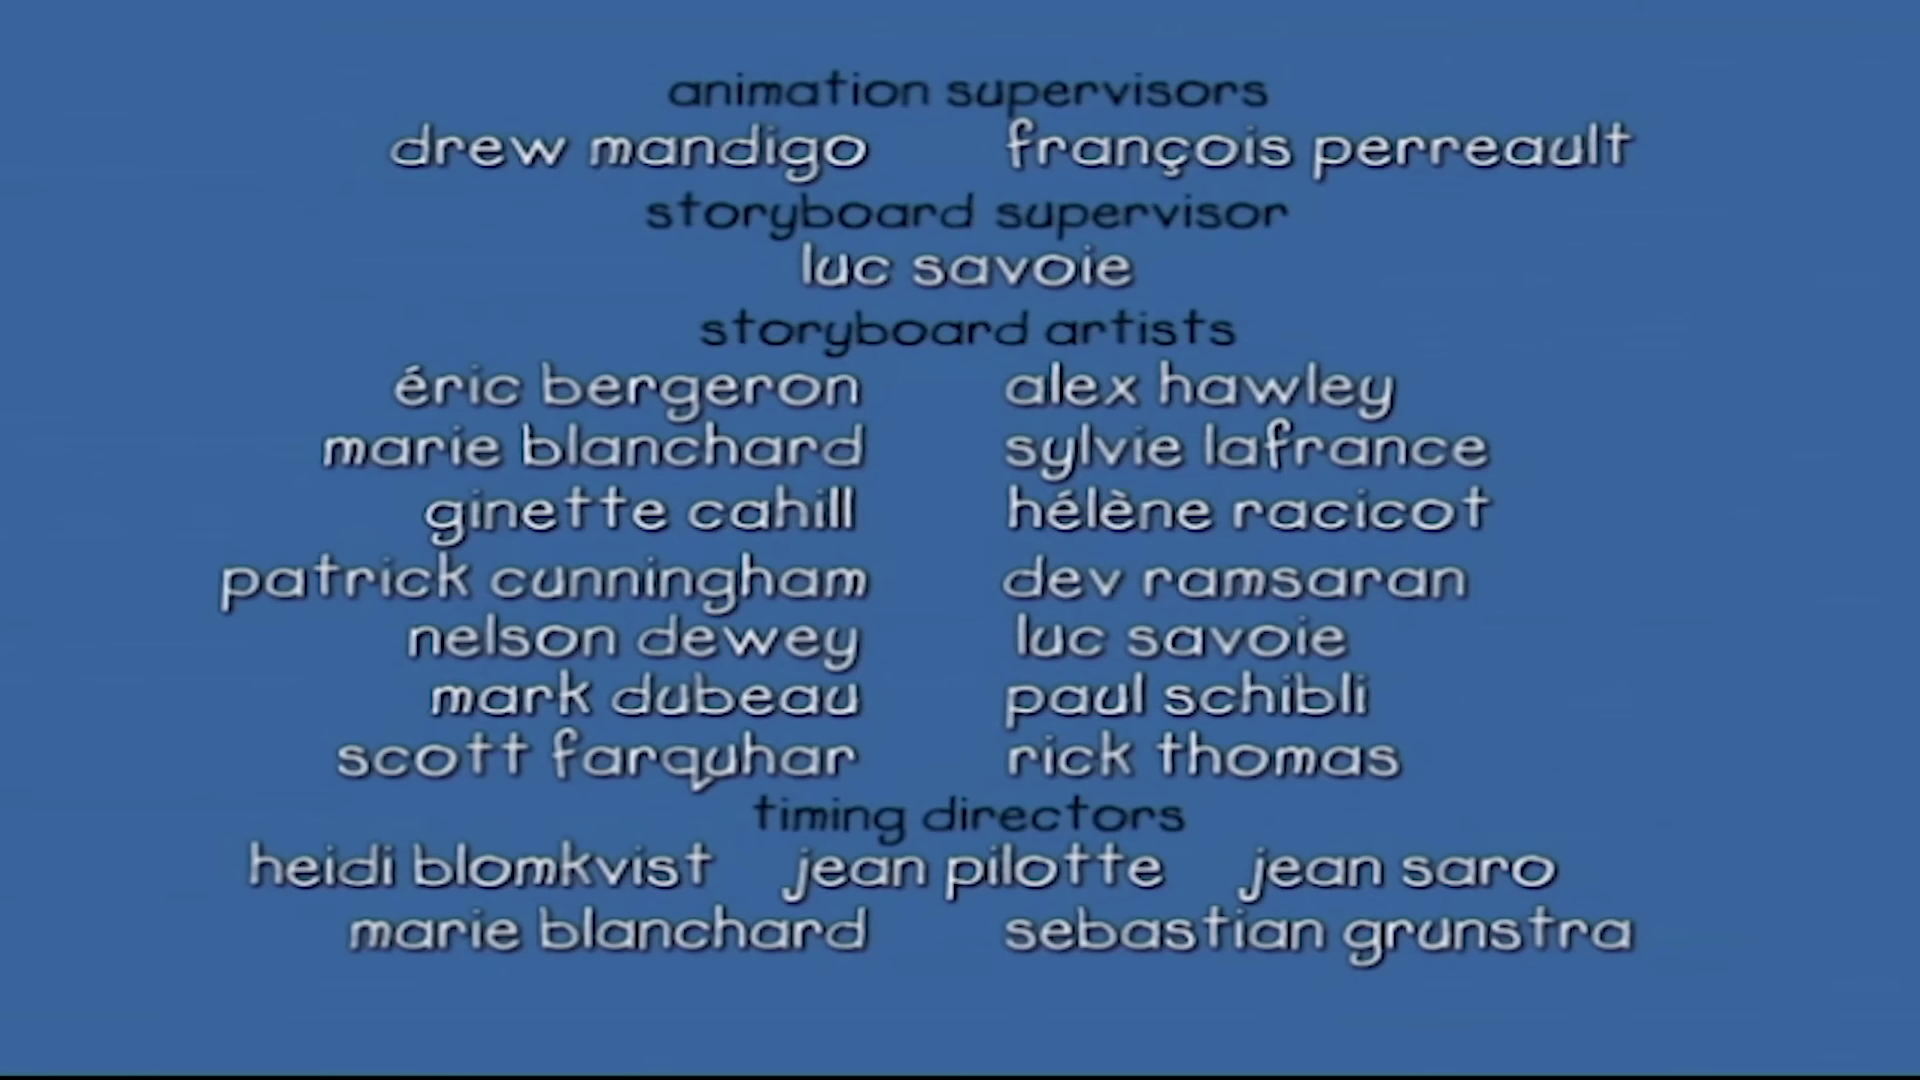 animation supervisors
drew mandigo françois perreault
storyboard supervisor
luc savoie
storyboard artists
éric bergeron alex hawley
marie blanchard sylvie lafrance
ginette cahill hélène racicot
patrick cunningham dev ramsaran
nelson dewey luc savoie
mark dubeau paul schibli
scott farquhar rick thomas
timing directors
heidi blomkvist jean pilotte jean saro
marie blanchard sebastian grunstra